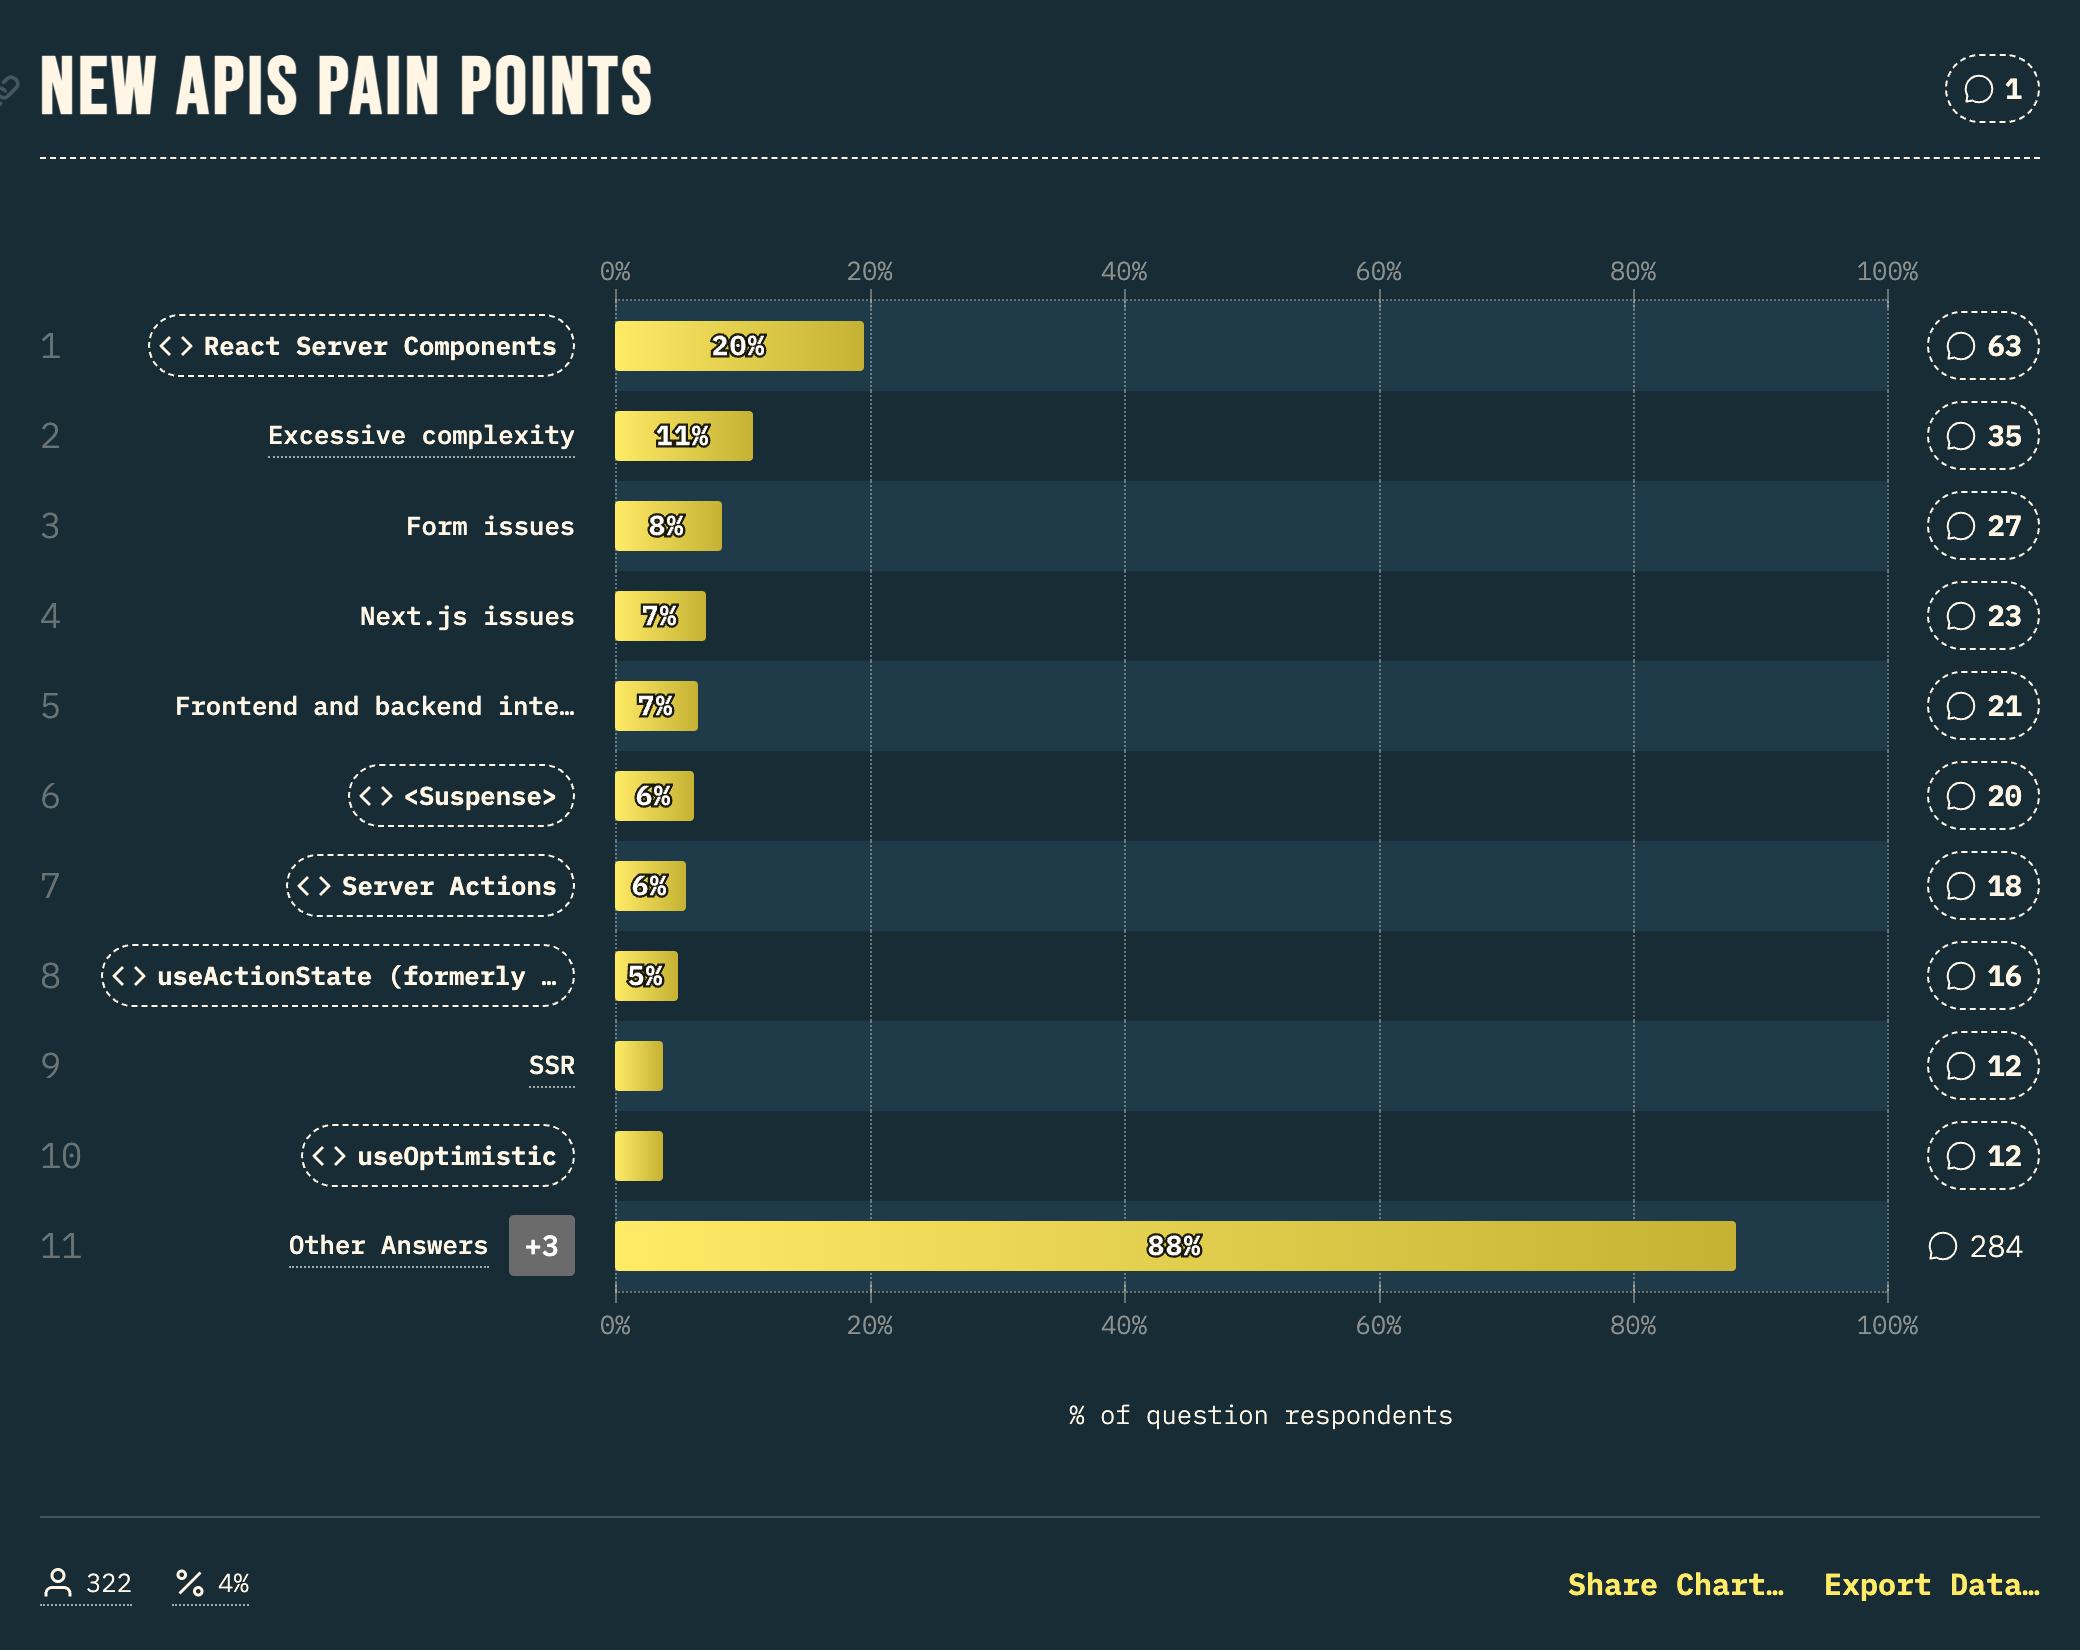 NEW APIS PAIN POINTS
1
0% 20% 40% 60% 80% 100%
1 <> React Server Components 20% 63
2 Excessive complexity 11% 35
3 Form issues 8% 27
4 Next.js issues 7% 23
5 Frontend and backend inte… 7% 21
6 <> <Suspense> 6% 20
7 <> Server Actions 6% 18
8 <> useActionState (formerly … 5% 16
9 SSR 12
10 <> useOptimistic 12
11 Other Answers +3 88% 284
0% 20% 40% 60% 80% 100%
% of question respondents
322 % 4% Share Chart… Export Data…